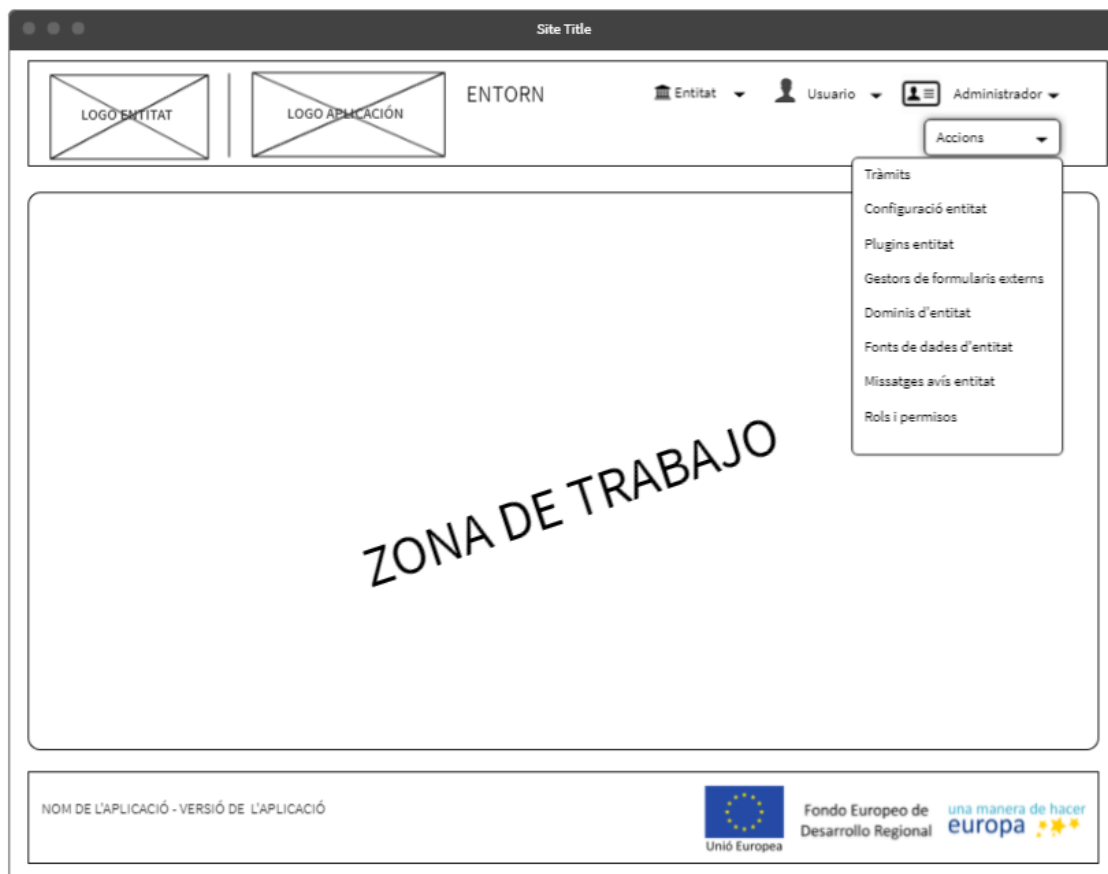 Site Title
LOGO ENTITAT
LOGO APLICACIÓN
ENTORN
Entitat
Usuario
Administrador
Accions
Tràmits
Configuració entitat
Plugins entitat
Gestors de formularis externs
Dominis d'entitat
Fonts de dades d'entitat
Missatges avís entitat
Rols i permisos
ZONA DE TRABAJO
NOM DE L'APLICACIÓ - VERSIÓ DE L'APLICACIÓ
Unió Europea
Fondo Europeo de
Desarrollo Regional
una manera de hacer
europa